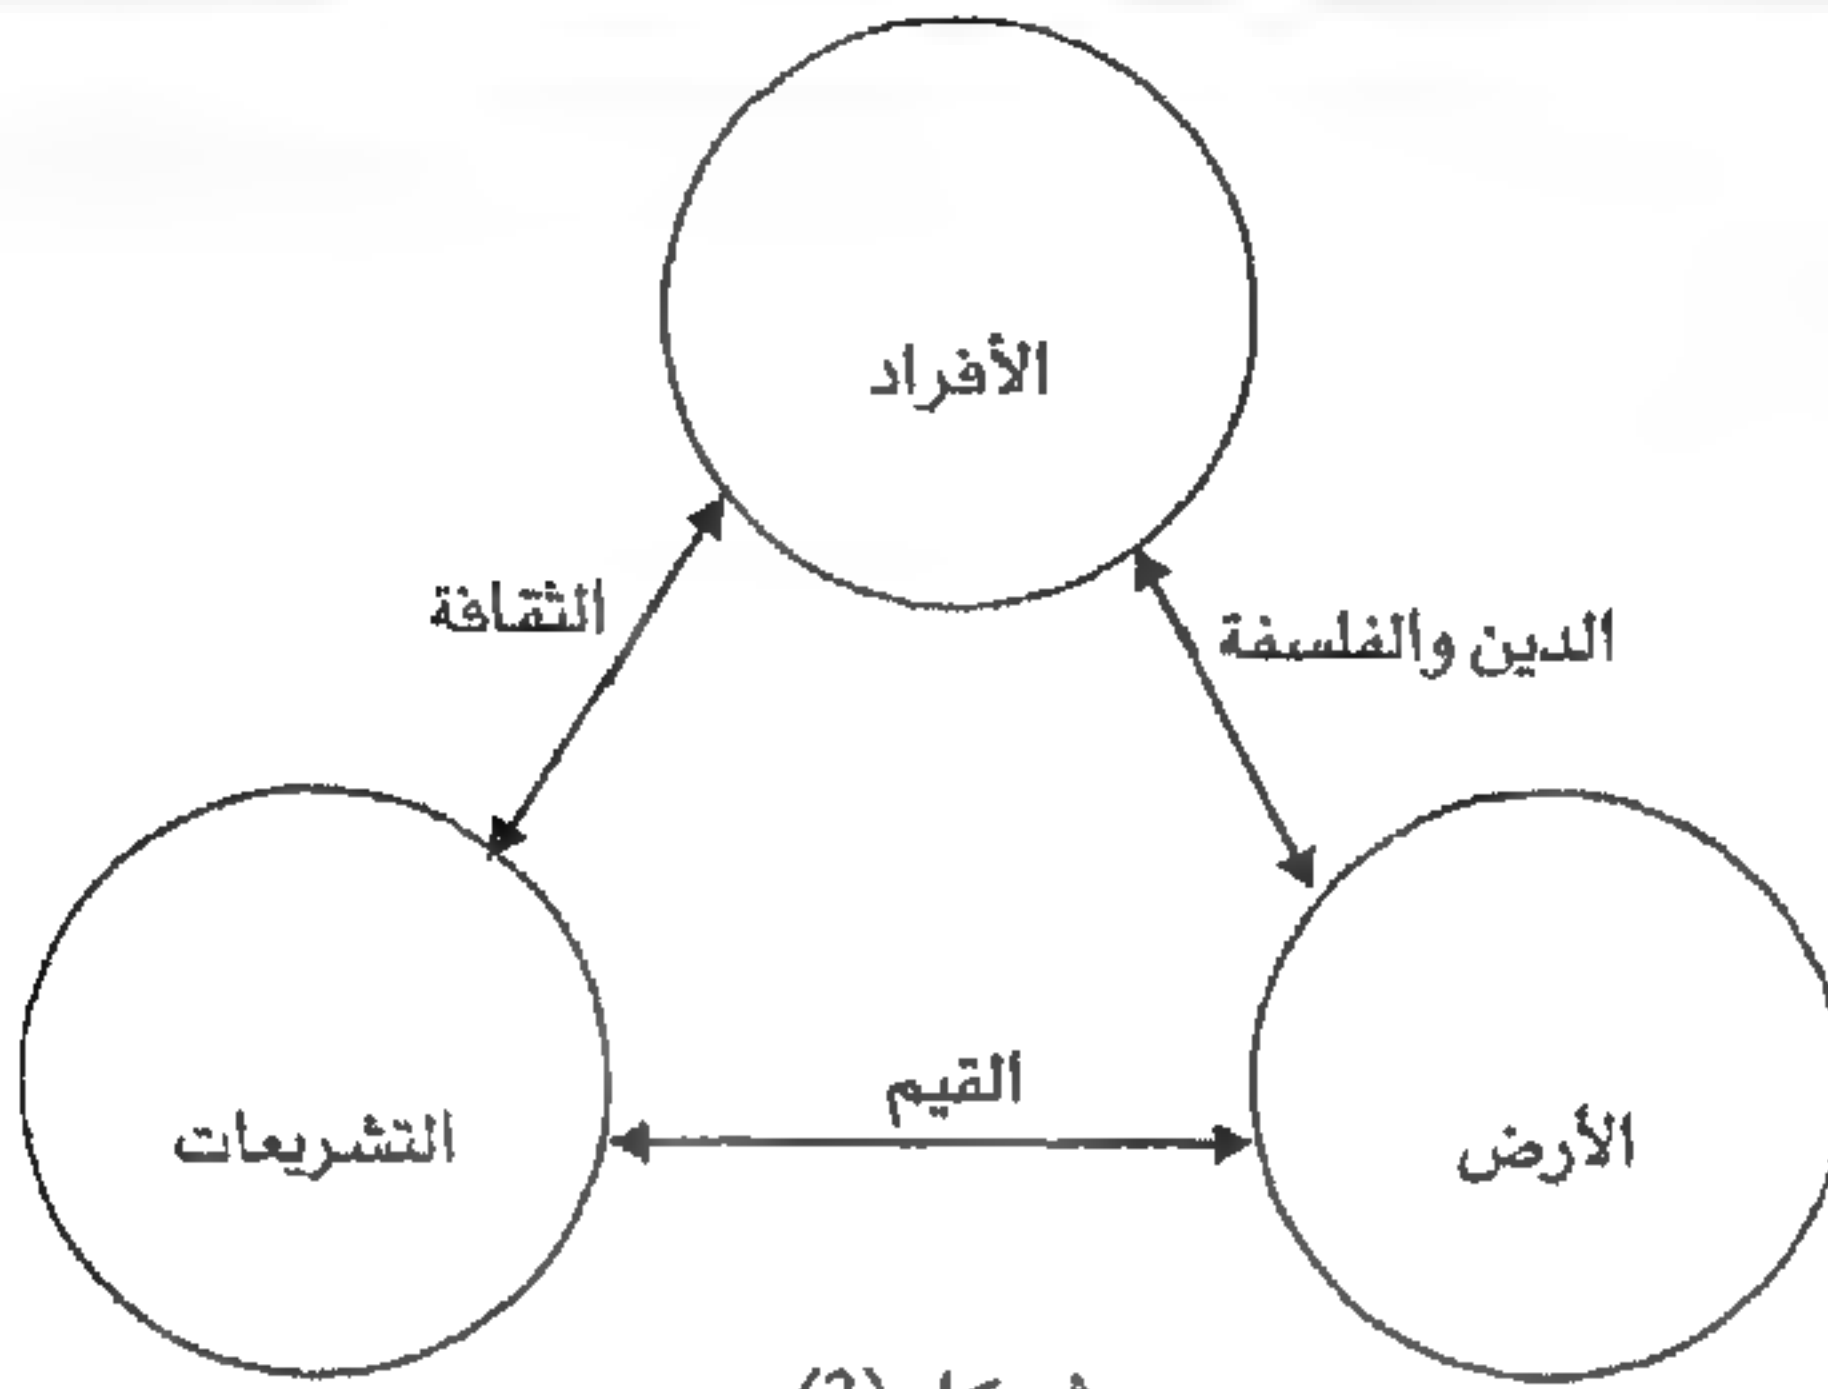 الأفراد
الثقافة
الدين والفلسفة
القيم
التشريعات
الأرض